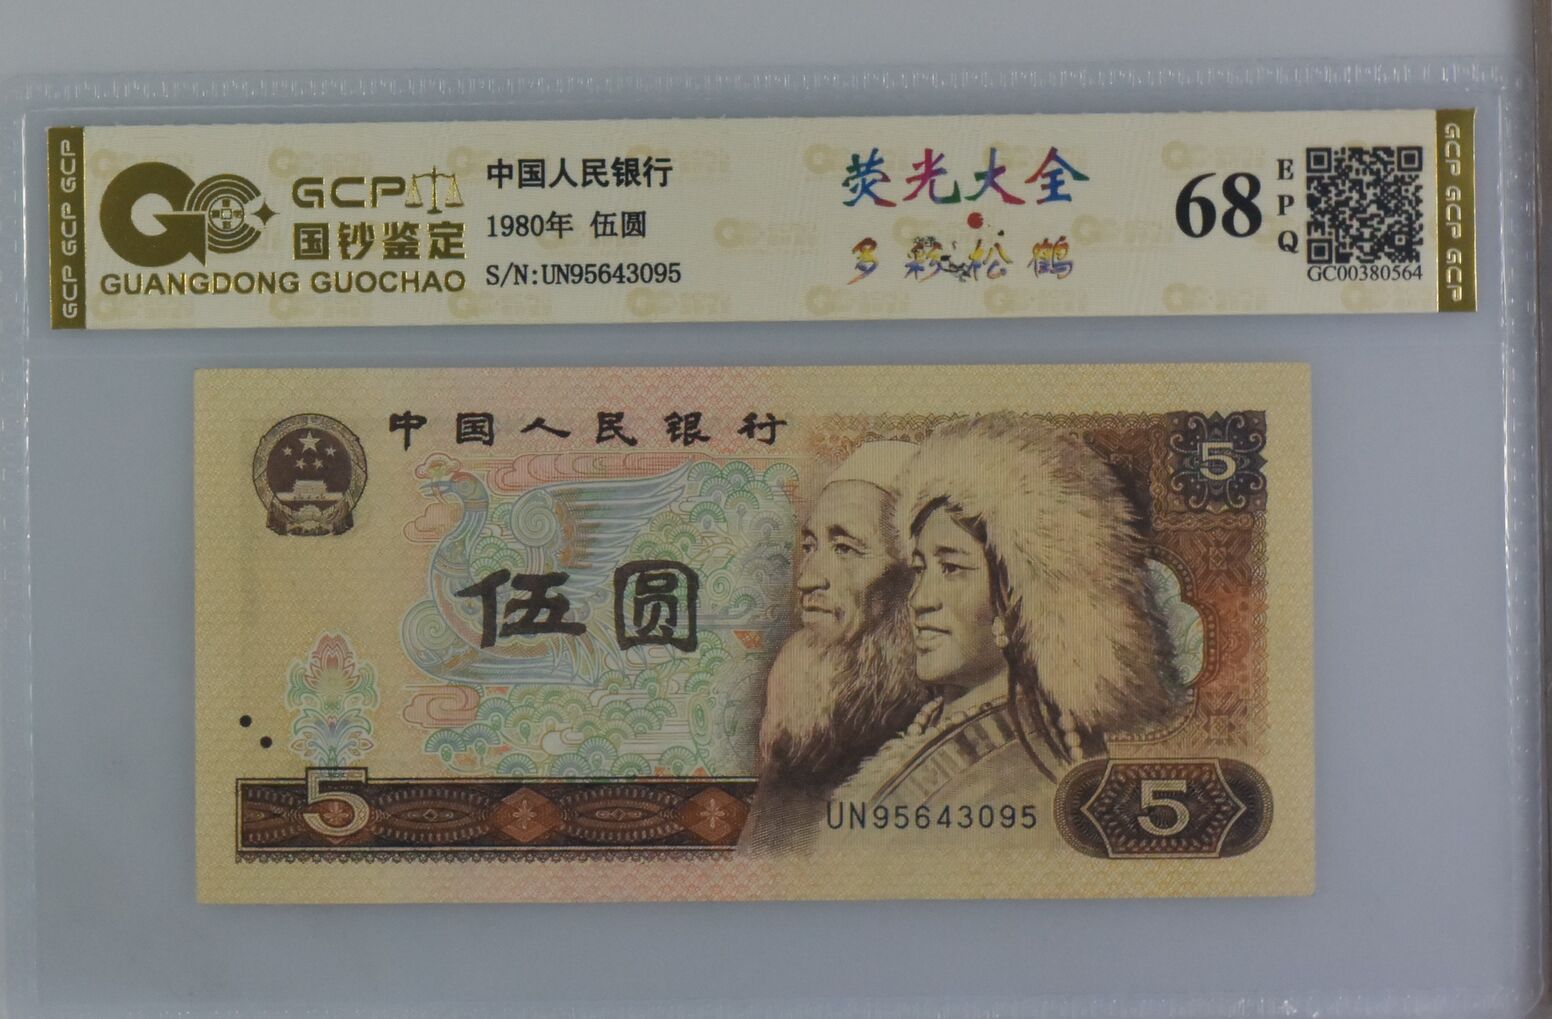 GCP GCP GCP
GCP
国钞鉴定
GUANGDONG GUOCHAO
中国人民银行
1980年 伍圆
S/N:UN95643095
荧光大全
多彩松鹤
68
EPQ
GC00380564
GCP GCP GCP
中国人民银行
5
伍圆
5
UN95643095
5